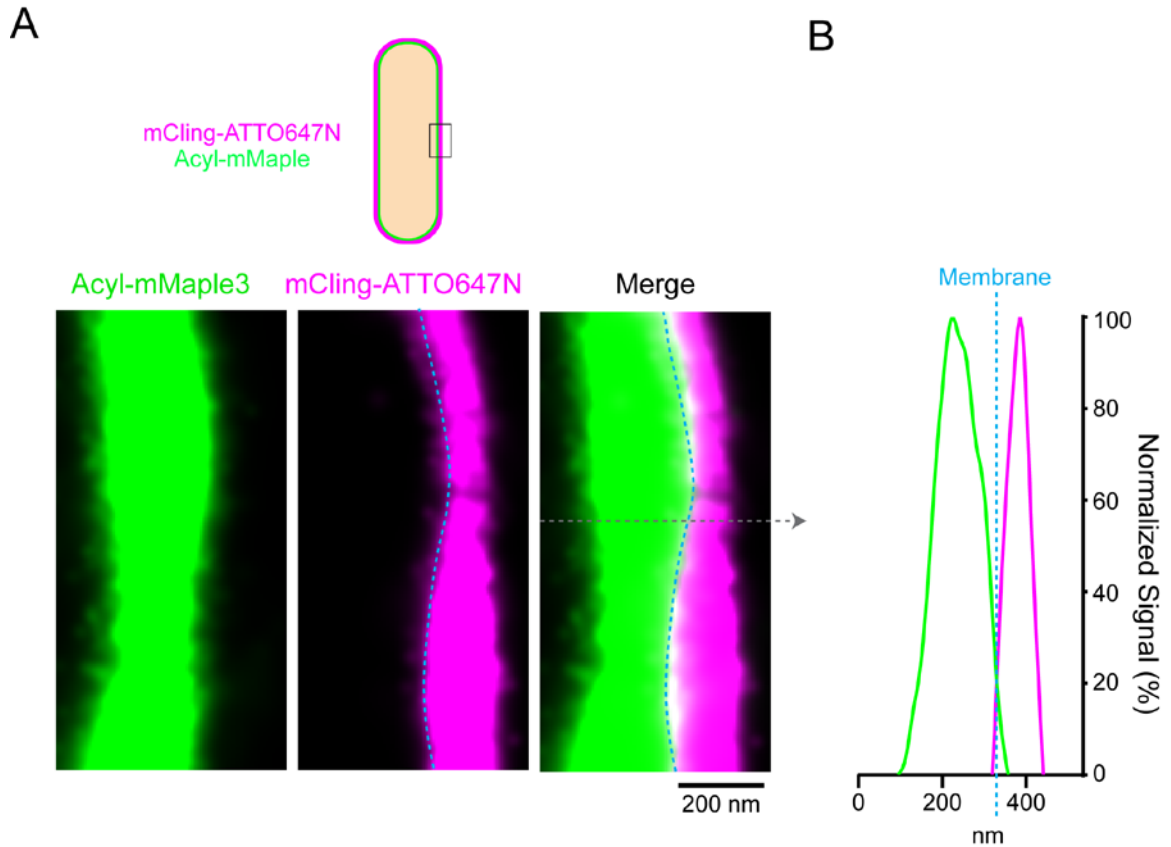 A
B
mCling-ATTO647N
Acyl-mMaple
Acyl-mMaple3
mCling-ATTO647N
Merge
200 nm
Membrane
100
80
60
40
20
0
Normalized Signal (%)
0
200
400
nm